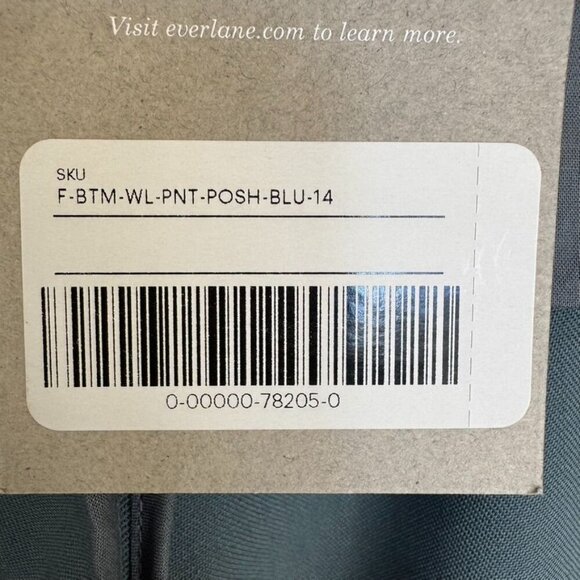 Visit everlane.com to learn more.
SKU
F-BTM-WL-PNT-POSH-BLU-14
0-00000-78205-0